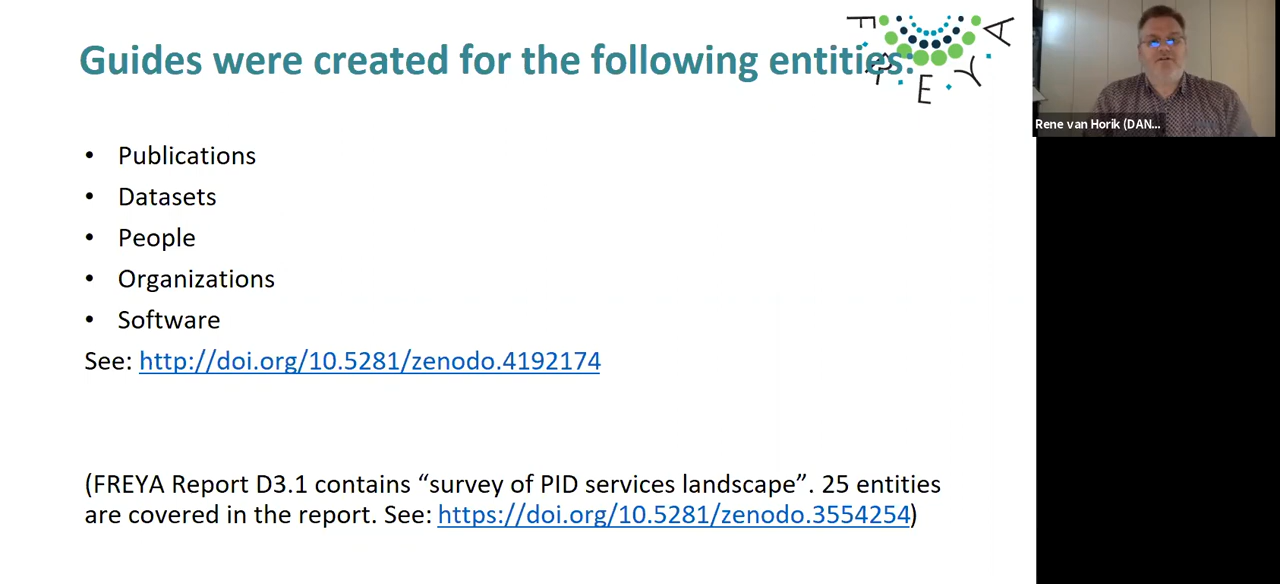 Guides were created for the following entities:
FREYA
Rene van Horik (DAN...
• Publications
• Datasets
• People
• Organizations
• Software
See: http://doi.org/10.5281/zenodo.4192174
(FREYA Report D3.1 contains “survey of PID services landscape”. 25 entities
are covered in the report. See: https://doi.org/10.5281/zenodo.3554254)